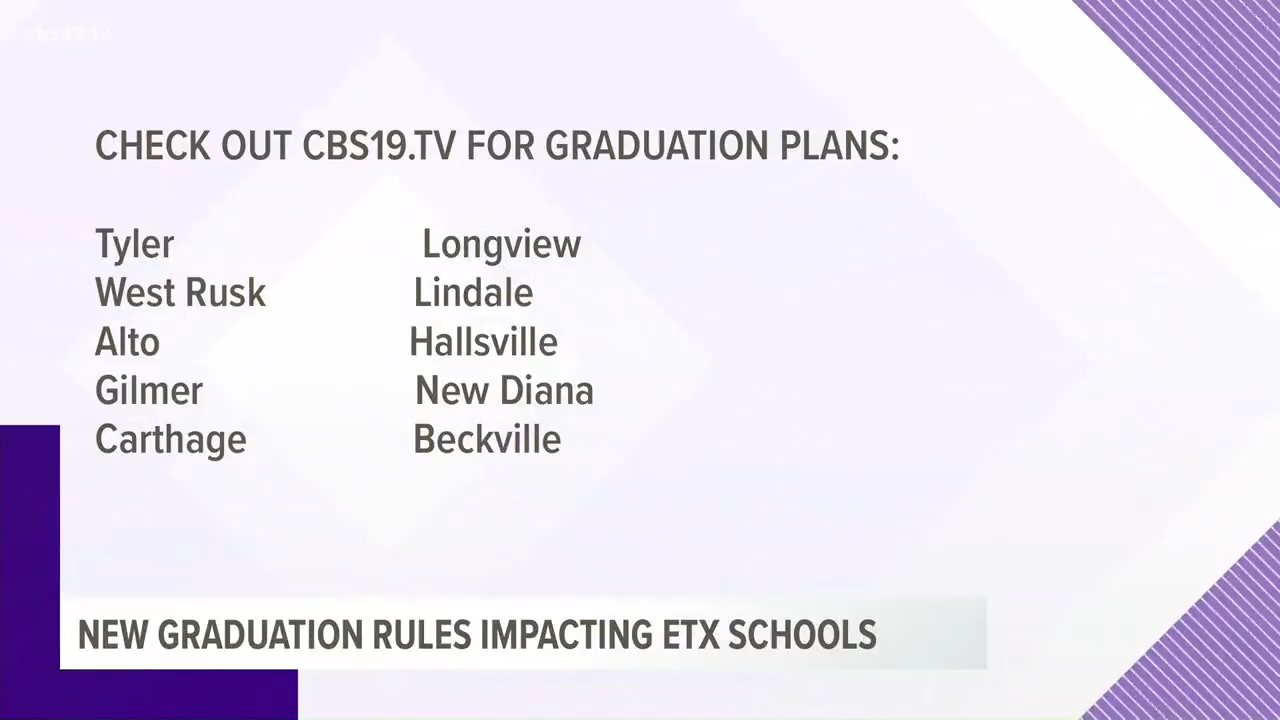 CHECK OUT CBS19.TV FOR GRADUATION PLANS:
Tyler Longview
West Rusk Lindale
Alto Hallsville
Gilmer New Diana
Carthage Beckville
NEW GRADUATION RULES IMPACTING ETX SCHOOLS